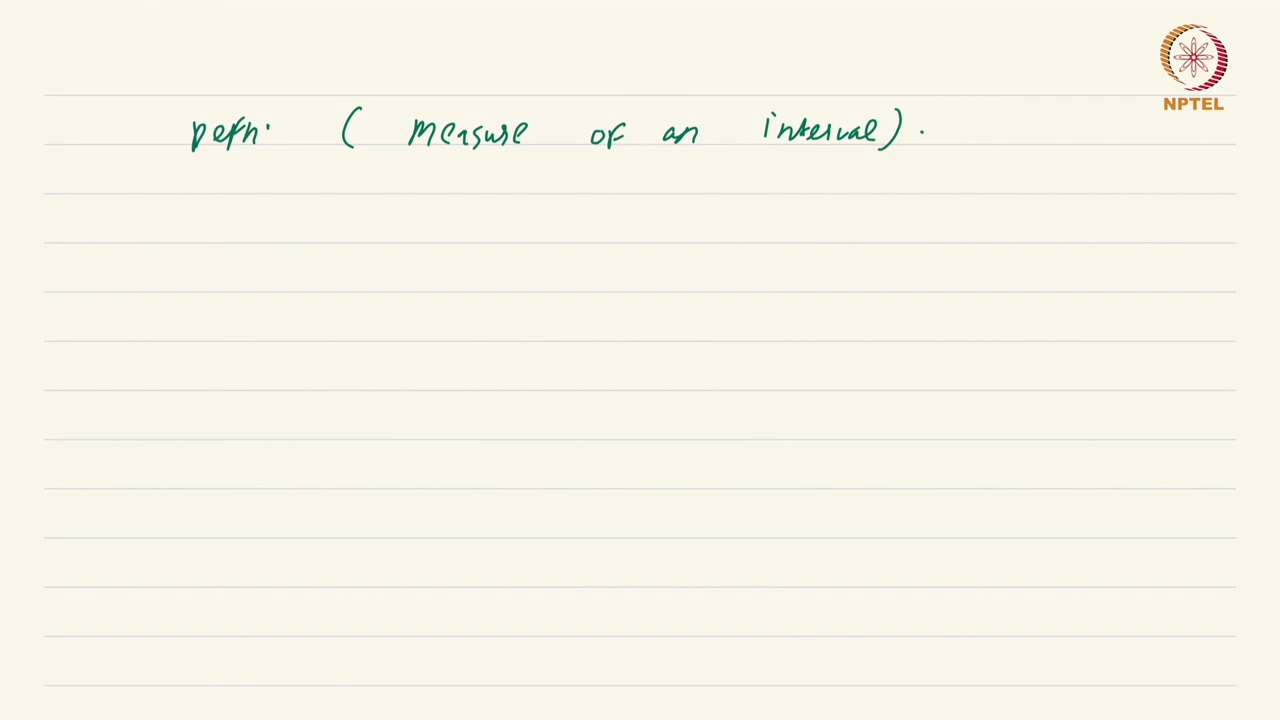 Defn. (Measure of an interval).
NPTEL